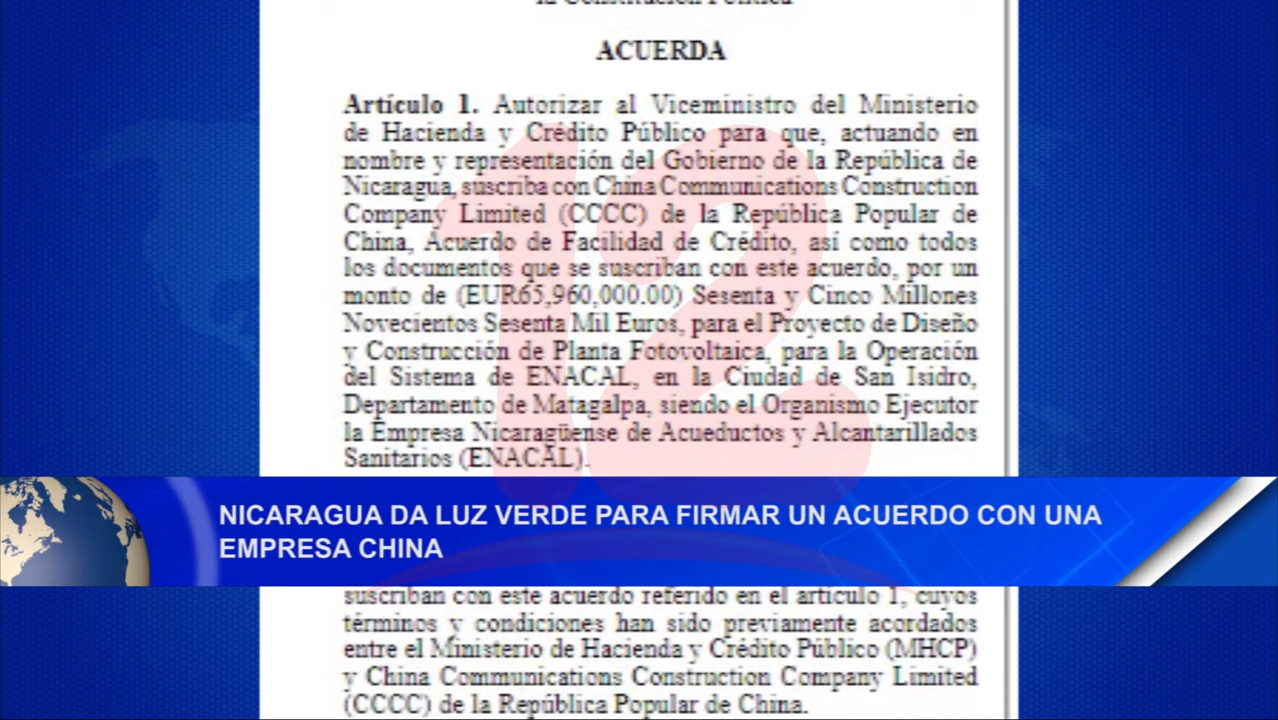 la Constitución Política
ACUERDA
Artículo 1. Autorizar al Viceministro del Ministerio
de Hacienda y Crédito Público para que, actuando en
nombre y representación del Gobierno de la República de
Nicaragua, suscriba con China Communications Construction
Company Limited (CCCC) de la República Popular de
China, Acuerdo de Facilidad de Crédito, así como todos
los documentos que se suscriban con este acuerdo, por un
monto de (EUR65,960,000.00) Sesenta y Cinco Millones
Novecientos Sesenta Mil Euros, para el Proyecto de Diseño
y Construcción de Planta Fotovoltaica, para la Operación
del Sistema de ENACAL, en la Ciudad de San Isidro,
Departamento de Matagalpa, siendo el Organismo Ejecutor
la Empresa Nicaragüense de Acueductos y Alcantarillados
Sanitarios (ENACAL).
12
NICARAGUA DA LUZ VERDE PARA FIRMAR UN ACUERDO CON UNA
EMPRESA CHINA
suscriban con este acuerdo referido en el artículo 1, cuyos
términos y condiciones han sido previamente acordados
entre el Ministerio de Hacienda y Crédito Público (MHCP)
y China Communications Construction Company Limited
(CCCC) de la República Popular de China.